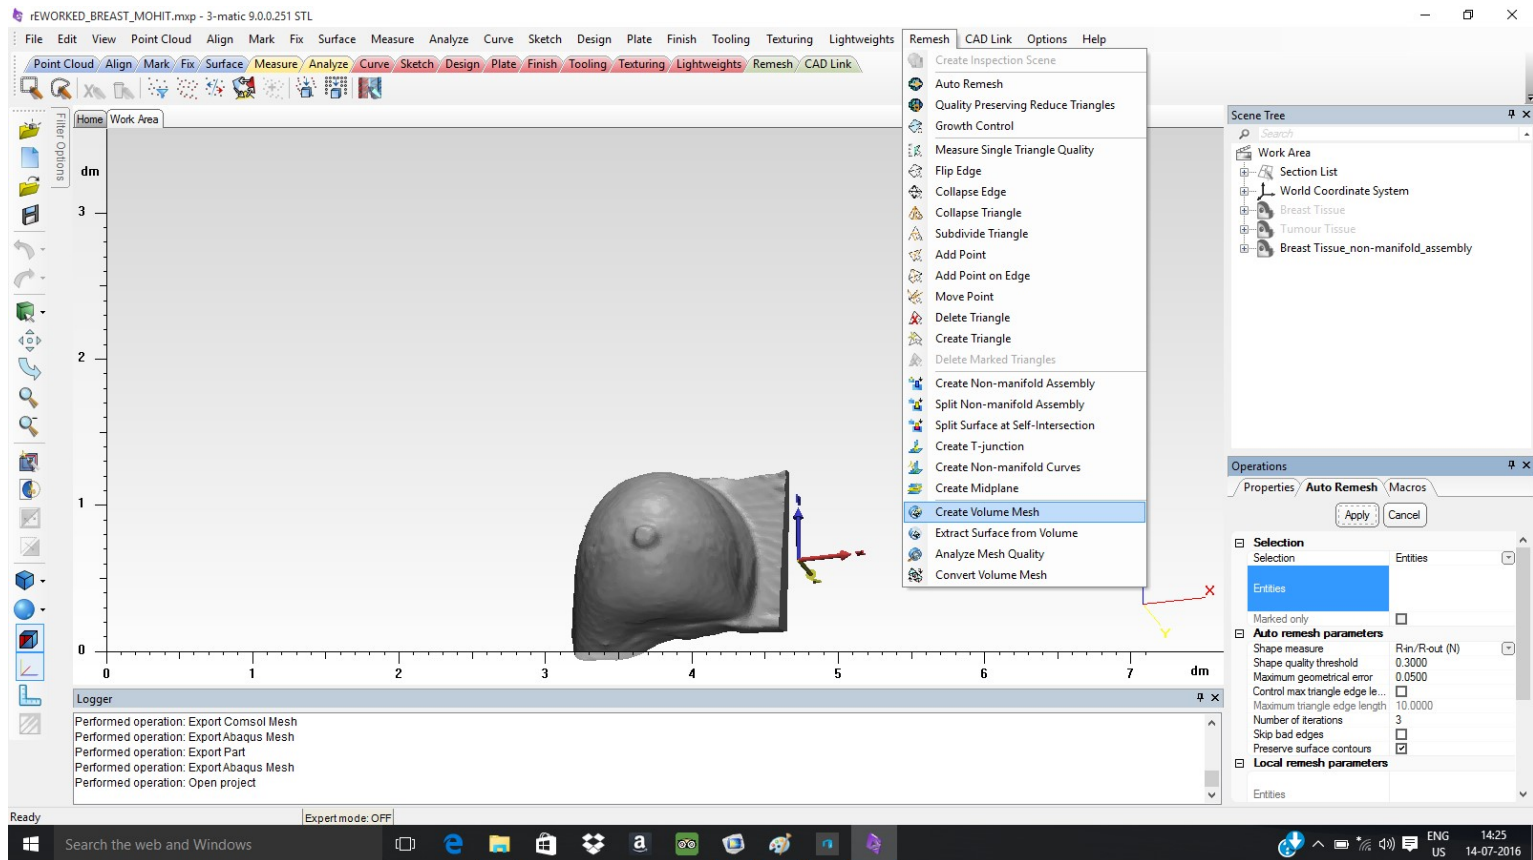 rEWORKED_BREAST_MOHIT.mxp - 3-matic 9.0.0.251 STL
File Edit View Point Cloud Align Mark Fix Surface Measure Analyze Curve Sketch Design Plate Finish Tooling Texturing Lightweights Remesh CAD Link Options Help
Point Cloud Align Mark Fix Surface Measure Analyze Curve Sketch Design Plate Finish Tooling Texturing Lightweights Remesh CAD Link
Filter Options
Home Work Area
dm
3
2
1
0
0 1 2 3 4 5 6 7 dm
X
Y
Create Inspection Scene
Auto Remesh
Quality Preserving Reduce Triangles
Growth Control
Measure Single Triangle Quality
Flip Edge
Collapse Edge
Collapse Triangle
Subdivide Triangle
Add Point
Add Point on Edge
Move Point
Delete Triangle
Create Triangle
Delete Marked Triangles
Create Non-manifold Assembly
Split Non-manifold Assembly
Split Surface at Self-Intersection
Create T-junction
Create Non-manifold Curves
Create Midplane
Create Volume Mesh
Extract Surface from Volume
Analyze Mesh Quality
Convert Volume Mesh
Scene Tree
Search
Work Area
Section List
World Coordinate System
Breast Tissue
Tumour Tissue
Breast Tissue_non-manifold_assembly
Operations
Properties Auto Remesh Macros
Apply Cancel
Selection
Selection Entities
Entities
Marked only
Auto remesh parameters
Shape measure R-in/R-out (N)
Shape quality threshold 0.3000
Maximum geometrical error 0.0500
Control max triangle edge le...
Maximum triangle edge length 10.0000
Number of iterations 3
Skip bad edges
Preserve surface contours
Local remesh parameters
Entities
Logger
Performed operation: Export Comsol Mesh
Performed operation: Export Abaqus Mesh
Performed operation: Export Part
Performed operation: Export Abaqus Mesh
Performed operation: Open project
Ready Expert mode: OFF
Search the web and Windows
ENG
US
14:25
14-07-2016